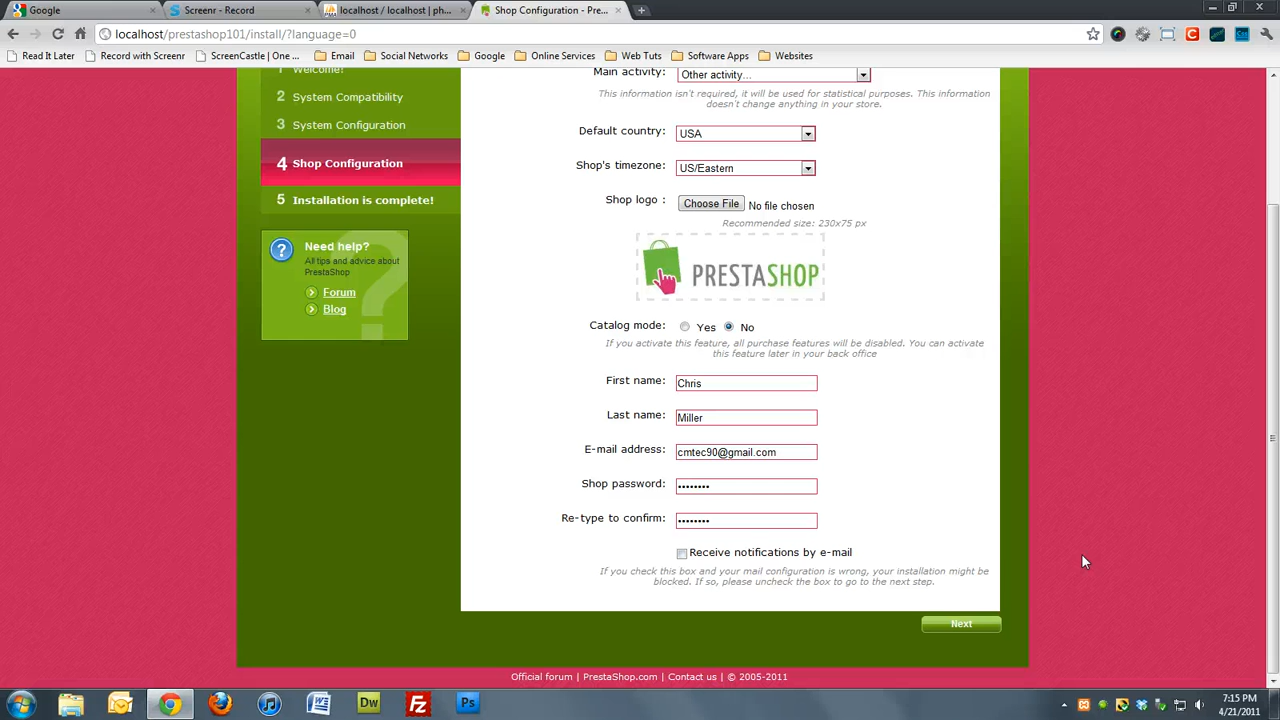 Google
Screenr - Record
localhost / localhost | ph...
Shop Configuration - Pre...
localhost/prestashop101/install/?language=0
Read It Later
Record with Screenr
ScreenCastle | One ...
Email
Social Networks
Google
Online Services
Web Tuts
Software Apps
Websites
1 Welcome!
2 System Compatibility
3 System Configuration
4 Shop Configuration
5 Installation is complete!
Need help?
All tips and advice about
PrestaShop
Forum
Blog
Main activity: Other activity...
This information isn't required, it will be used for statistical purposes. This information
doesn't change anything in your store.
Default country: USA
Shop's timezone: US/Eastern
Shop logo : Choose File No file chosen
Recommended size: 230x75 px
PRESTASHOP
Catalog mode: Yes No
If you activate this feature, all purchase features will be disabled. You can activate
this feature later in your back office
First name: Chris
Last name: Miller
E-mail address: cmtec90@gmail.com
Shop password: ••••••••
Re-type to confirm: ••••••••
Receive notifications by e-mail
If you check this box and your mail configuration is wrong, your installation might be
blocked. If so, please uncheck the box to go to the next step.
Next
Official forum | PrestaShop.com | Contact us | © 2005-2011
Dw
Fz
Ps
7:15 PM
4/21/2011